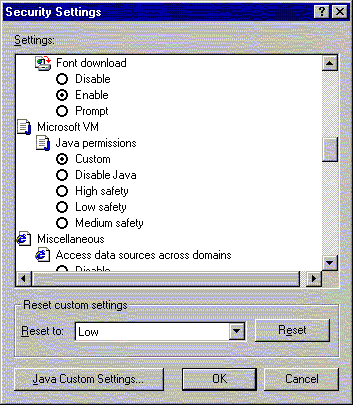 Security Settings
Settings:
Font download
Disable
Enable
Prompt
Microsoft VM
Java permissions
Custom
Disable Java
High safety
Low safety
Medium safety
Miscellaneous
Access data sources across domains
Disable
Reset custom settings
Reset to: Low Reset
Java Custom Settings... OK Cancel